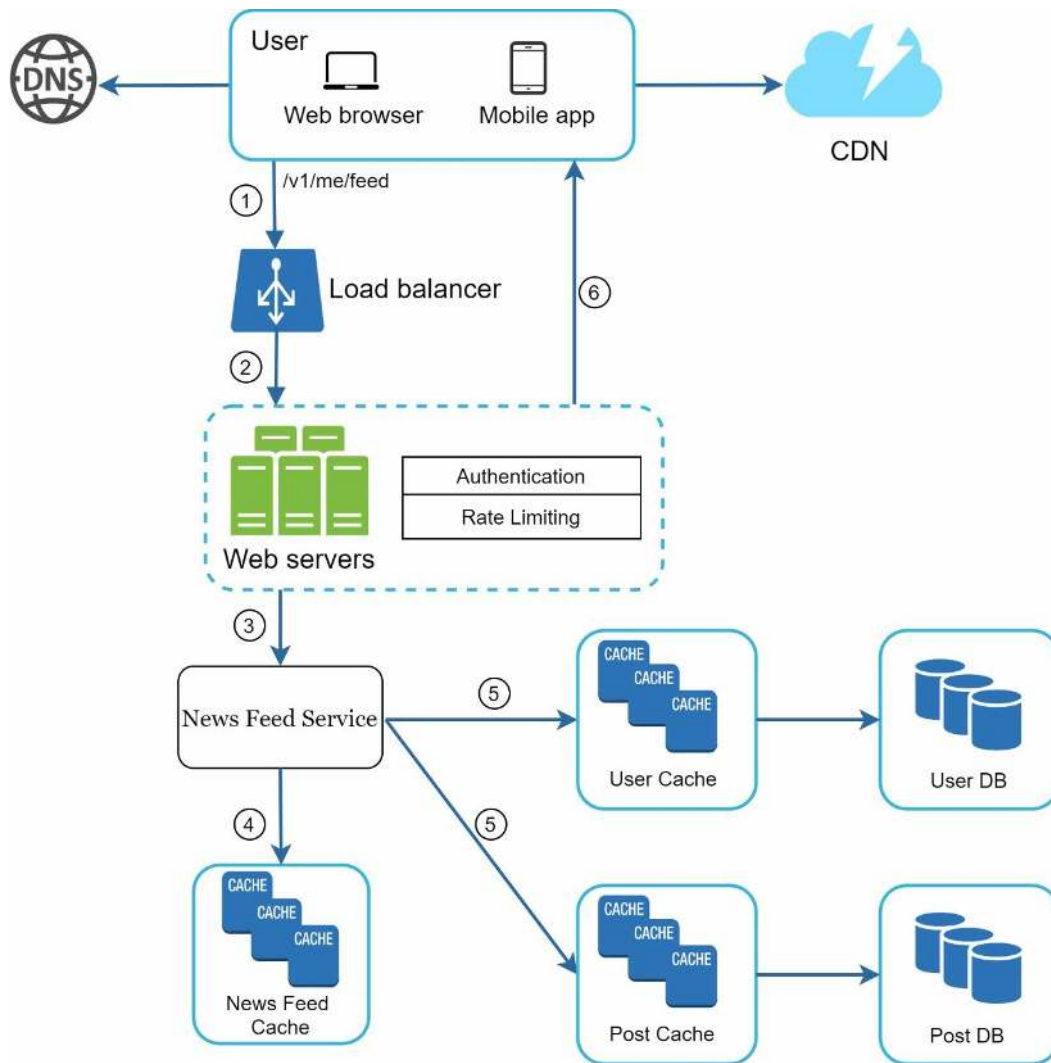 User
DNS
Web browser
Mobile app
CDN
/v1/me/feed
1
Load balancer
6
2
Authentication
Rate Limiting
Web servers
3
CACHE
CACHE
CACHE
5
News Feed Service
User Cache
User DB
4
5
CACHE
CACHE
CACHE
News Feed
Cache
CACHE
CACHE
CACHE
Post Cache
Post DB